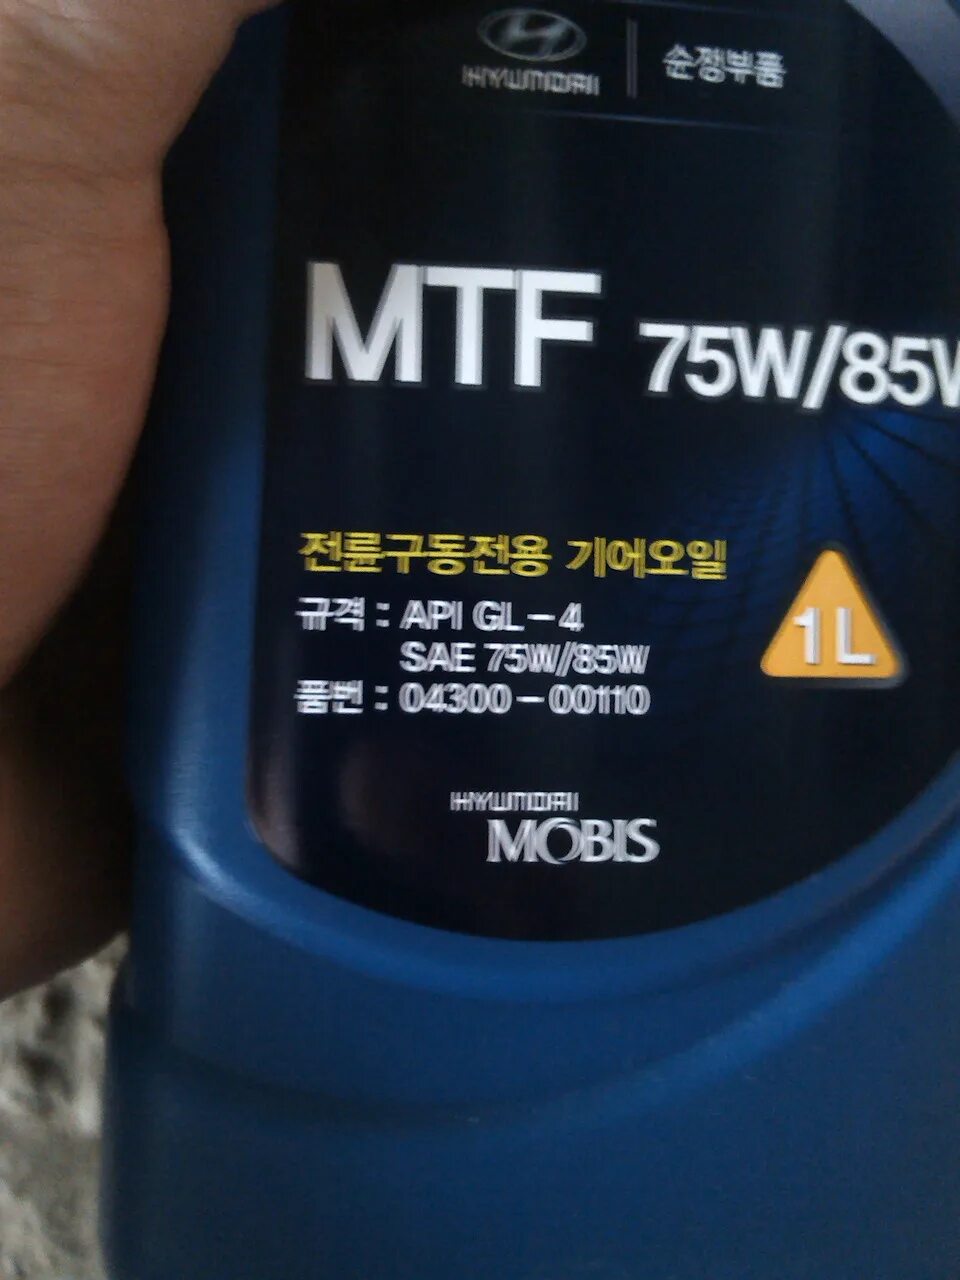 HYUNDAI 순정부품
MTF 75W/85W
전륜구동전용 기어오일
규격 : API GL-4
SAE 75W/85W
품번 : 04300-00110
1L
HYUNDAI
MOBIS